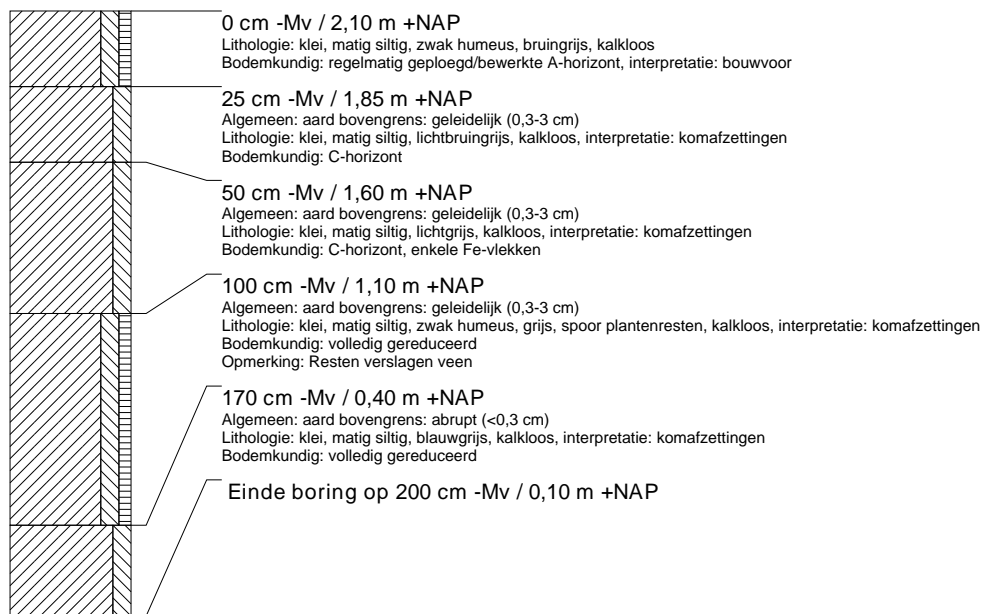 0 cm -Mv / 2,10 m +NAP
Lithologie: klei, matig siltig, zwak humeus, bruingrijs, kalkloos
Bodemkundig: regelmatig geploegd/bewerkte A-horizont, interpretatie: bouwvoor
25 cm -Mv / 1,85 m +NAP
Algemeen: aard bovengrens: geleidelijk (0,3-3 cm)
Lithologie: klei, matig siltig, lichtbruingrijs, kalkloos, interpretatie: komafzettingen
Bodemkundig: C-horizont
50 cm -Mv / 1,60 m +NAP
Algemeen: aard bovengrens: geleidelijk (0,3-3 cm)
Lithologie: klei, matig siltig, lichtgrijs, kalkloos, interpretatie: komafzettingen
Bodemkundig: C-horizont, enkele Fe-vlekken
100 cm -Mv / 1,10 m +NAP
Algemeen: aard bovengrens: geleidelijk (0,3-3 cm)
Lithologie: klei, matig siltig, zwak humeus, grijs, spoor plantenresten, kalkloos, interpretatie: komafzettingen
Bodemkundig: volledig gereduceerd
Opmerking: Resten verslagen veen
170 cm -Mv / 0,40 m +NAP
Algemeen: aard bovengrens: abrupt (<0,3 cm)
Lithologie: klei, matig siltig, blauwgrijs, kalkloos, interpretatie: komafzettingen
Bodemkundig: volledig gereduceerd
Einde boring op 200 cm -Mv / 0,10 m +NAP